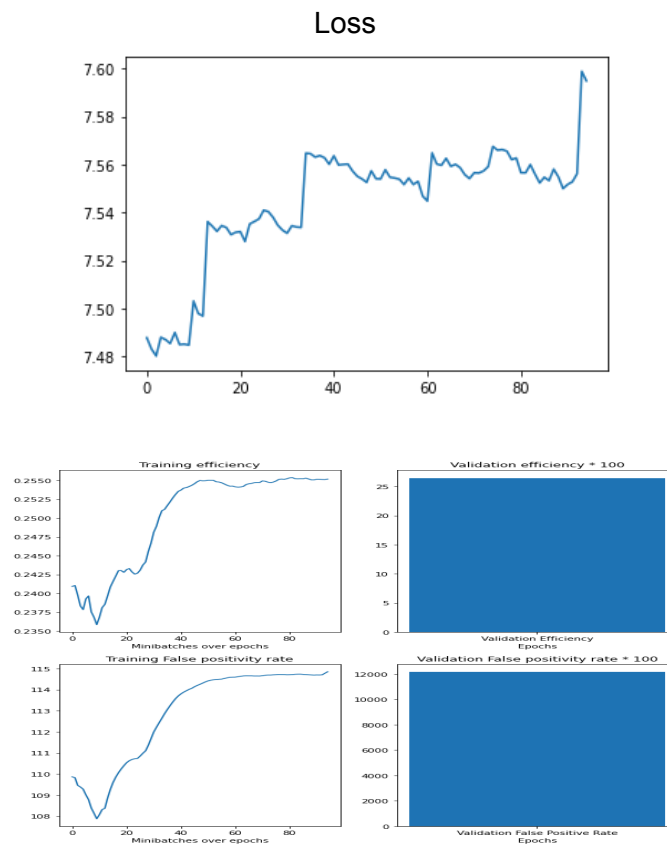 Loss
7.60
7.58
7.56
7.54
7.52
7.50
7.48
0 20 40 60 80
Training efficiency
0.2550
0.2525
0.2500
0.2475
0.2450
0.2425
0.2400
0.2375
0.2350
0 20 40 60 80
Minibatches over epochs
Validation efficiency * 100
25
20
15
10
5
0
Validation Efficiency
Epochs
Training False positivity rate
115
114
113
112
111
110
109
108
0 20 40 60 80
Minibatches over epochs
Validation False positivity rate * 100
12000
10000
8000
6000
4000
2000
0
Validation False Positive Rate
Epochs